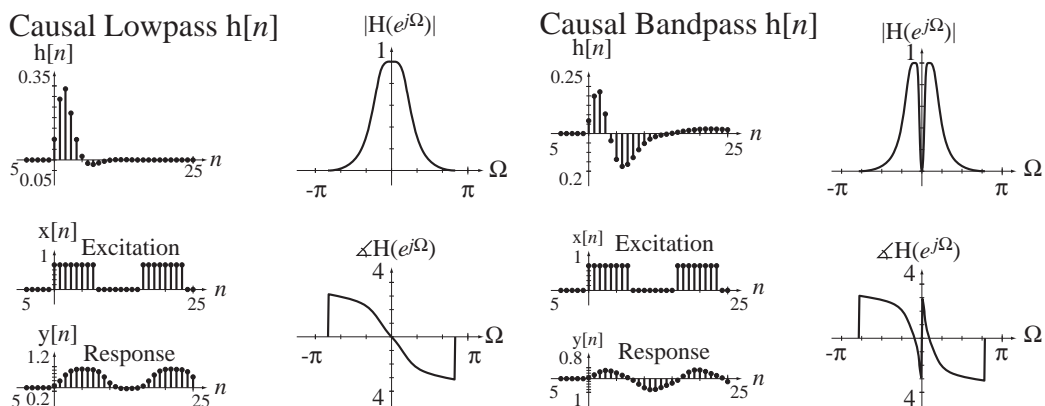 Causal Lowpass h[n]
h[n]
0.35
n
5
25
0.05
|H(e^jΩ)|
1
Ω
-π
π
x[n]
Excitation
1
n
5
25
y[n]
Response
1.2
n
5
0.2
25
∡H(e^jΩ)
4
Ω
-π
π
4
Causal Bandpass h[n]
h[n]
0.25
n
5
25
0.2
|H(e^jΩ)|
1
Ω
-π
π
x[n]
Excitation
1
n
5
25
y[n]
Response
0.8
n
5
25
1
∡H(e^jΩ)
4
Ω
-π
π
4